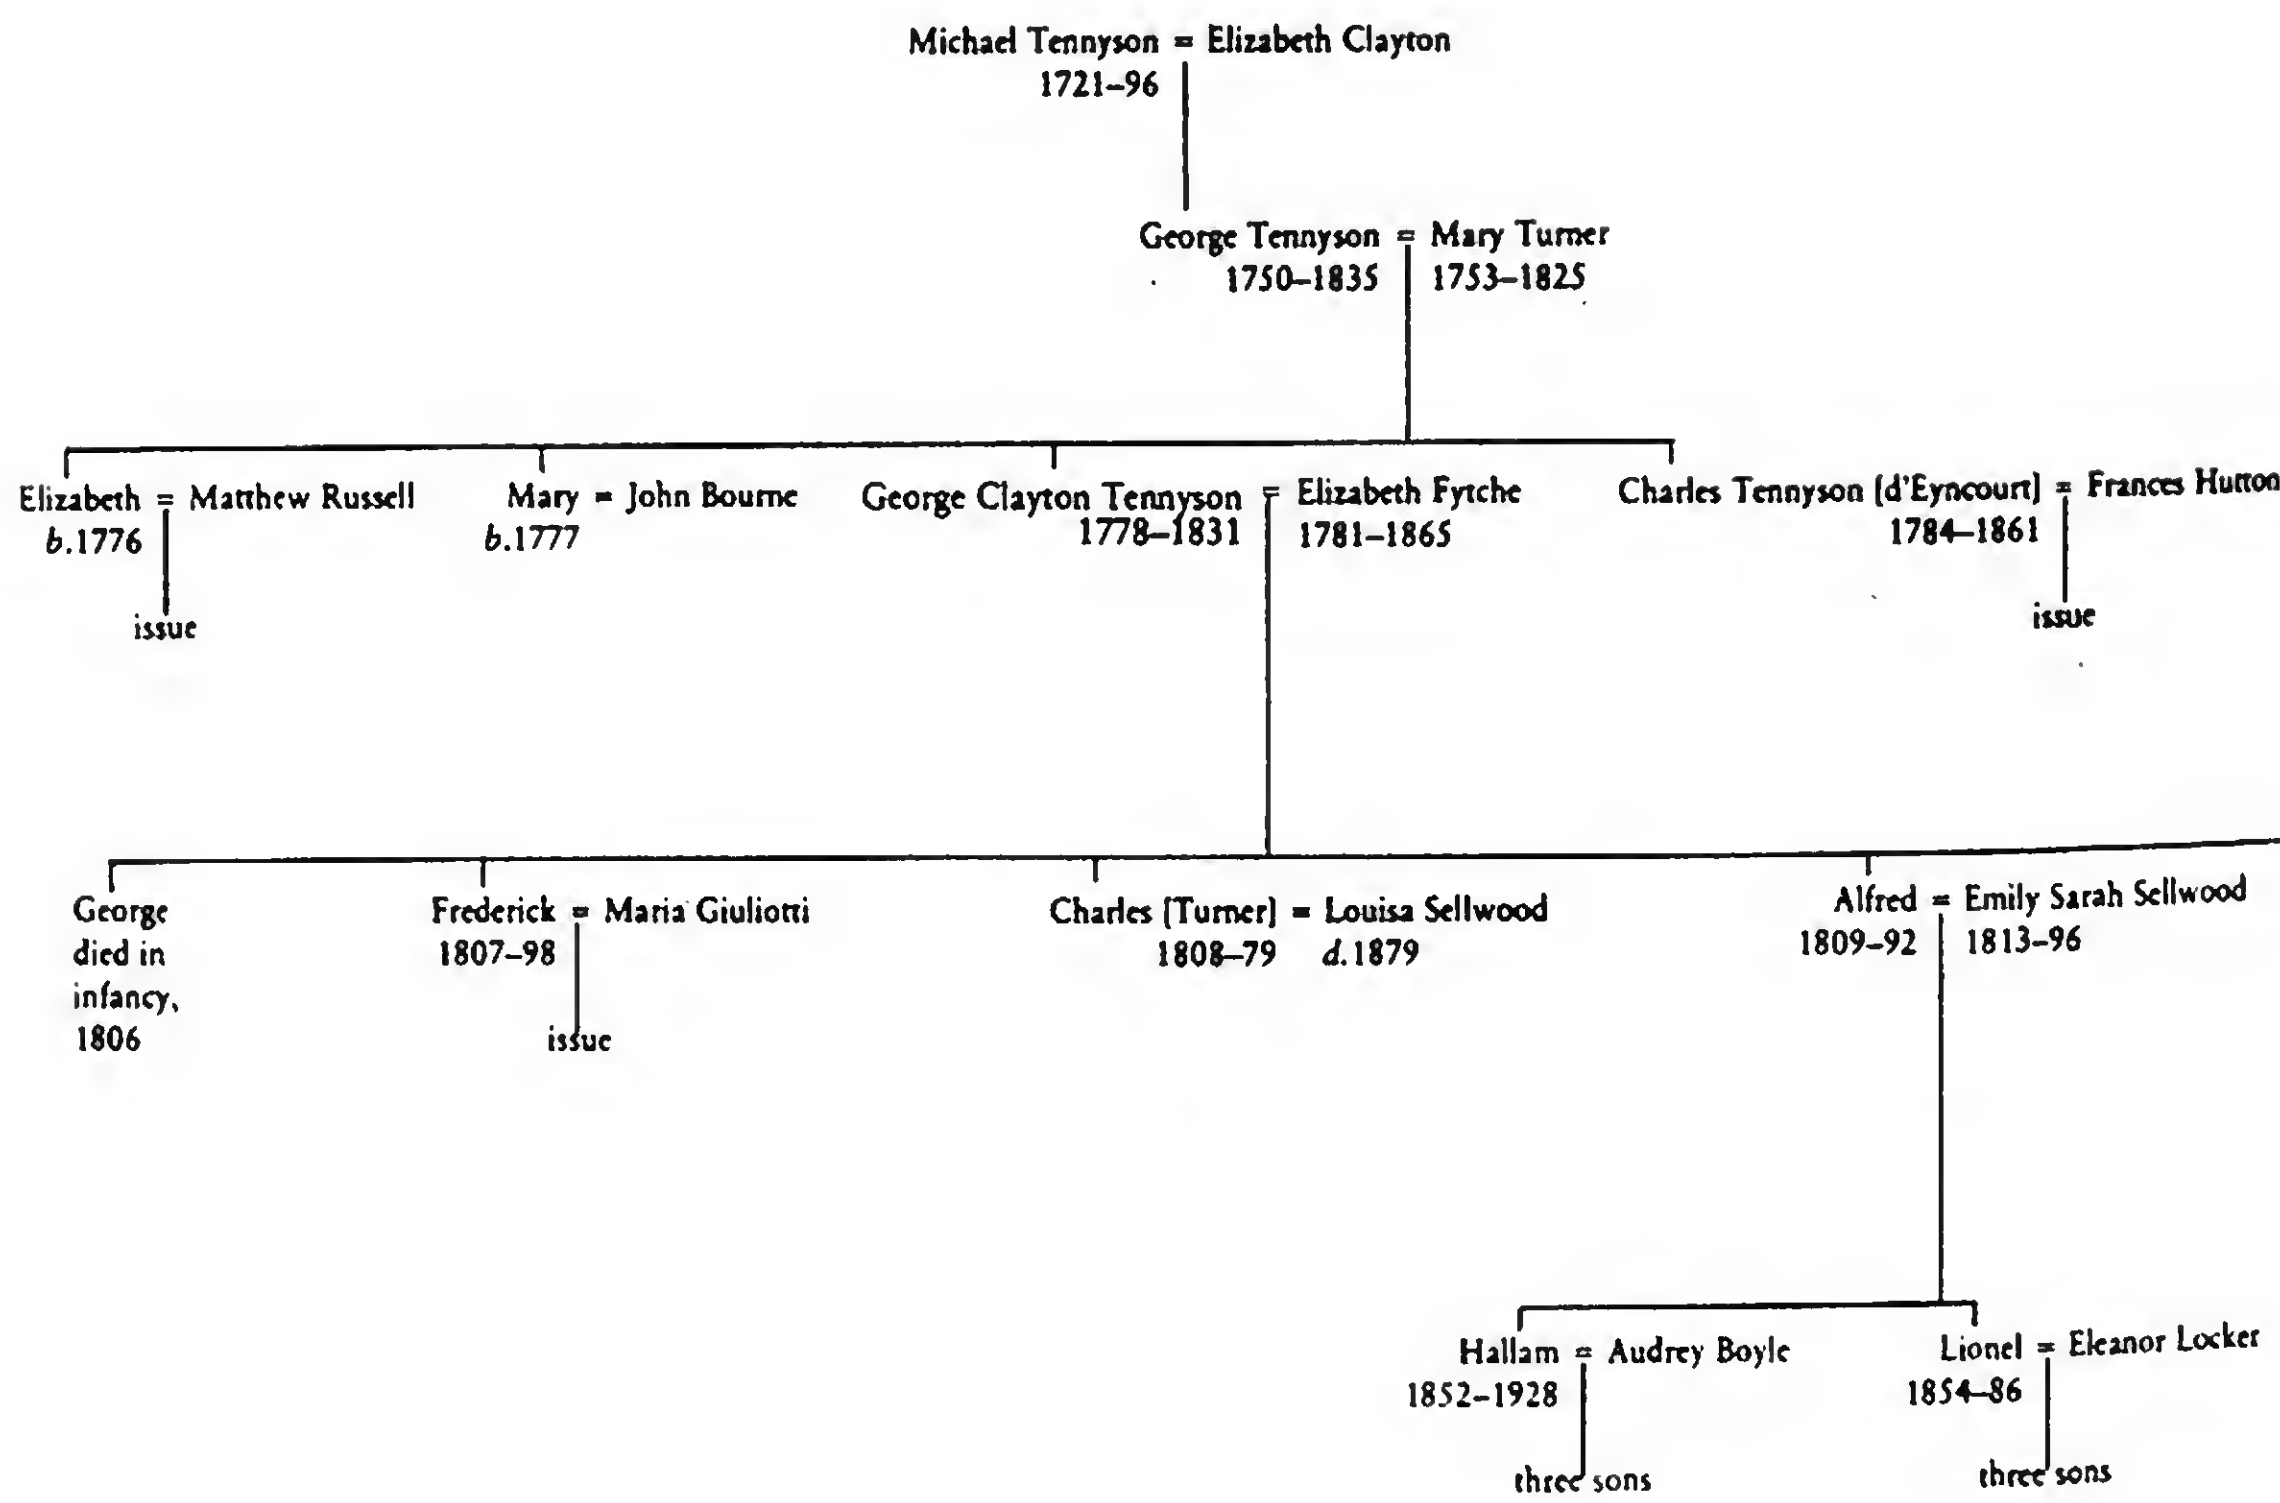 Michael Tennyson = Elizabeth Clayton
1721–96
George Tennyson = Mary Turner
1750–1835 1753–1825
Elizabeth = Matthew Russell Mary = John Bourne George Clayton Tennyson = Elizabeth Fytche Charles Tennyson [d'Eyncourt] = Frances Hutton
b.1776 b.1777 1778–1831 1781–1865 1784–1861
issue issue
George Frederick = Maria Giuliotti Charles [Turner] = Louisa Sellwood Alfred = Emily Sarah Sellwood
died in 1807–98 1808–79 d.1879 1809–92 1813–96
infancy,
1806 issue
Hallam = Audrey Boyle Lionel = Eleanor Locker
1852–1928 1854–86
three sons three sons